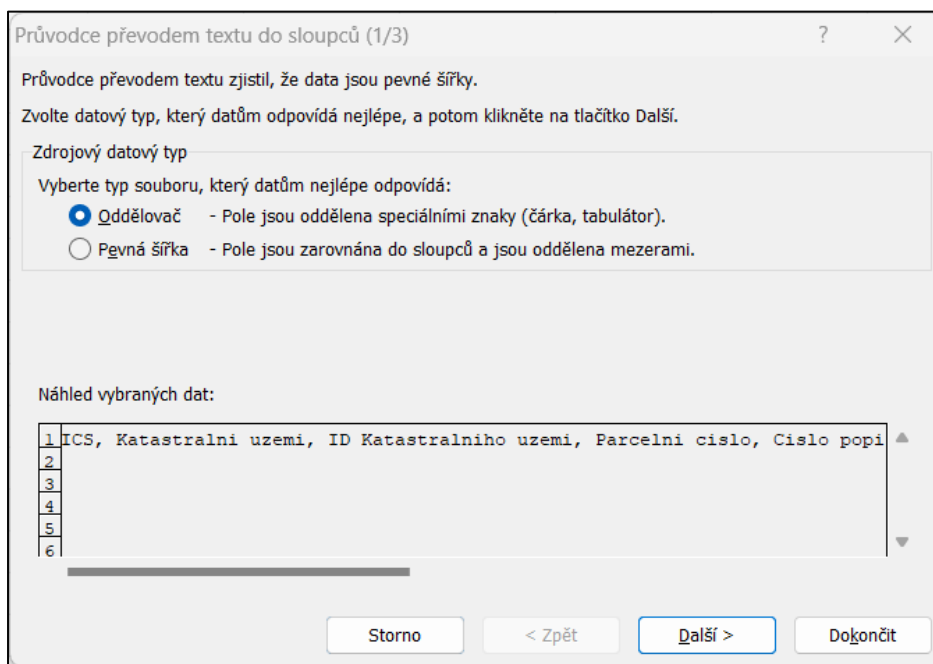 Průvodce převodem textu do sloupců (1/3) ? ×
Průvodce převodem textu zjistil, že data jsou pevné šířky.
Zvolte datový typ, který datům odpovídá nejlépe, a potom klikněte na tlačítko Další.
Zdrojový datový typ
Vyberte typ souboru, který datům nejlépe odpovídá:
Oddělovač - Pole jsou oddělena speciálními znaky (čárka, tabulátor).
Pevná šířka - Pole jsou zarovnána do sloupců a jsou oddělena mezerami.
Náhled vybraných dat:
1 ICS, Katastralni uzemi, ID Katastralniho uzemi, Parcelni cislo, Cislo popi
2
3
4
5
6
Storno < Zpět Další > Dokončit